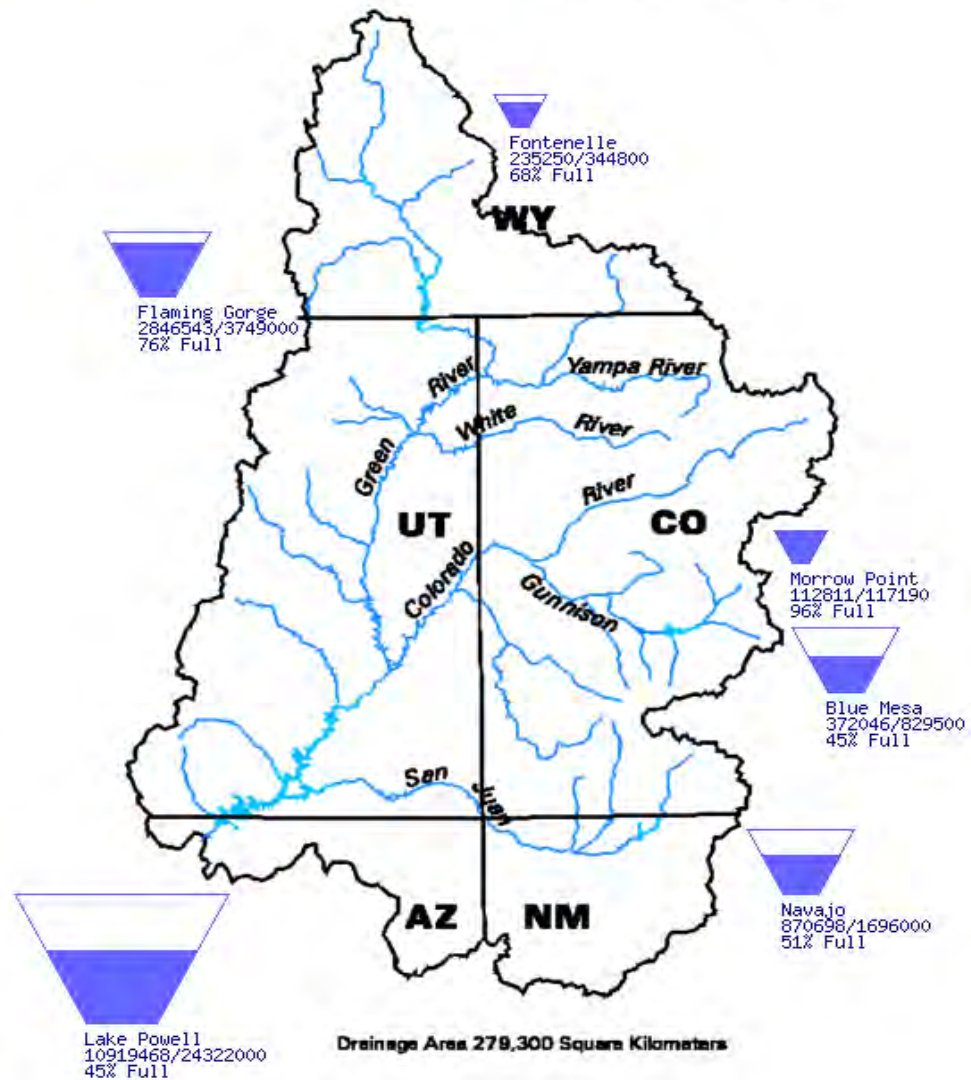 Fontenelle
235250/344800
68% Full
WY
Flaming Gorge
2846543/3749000
76% Full
Green River
Yampa River
White River
UT
CO
Colorado River
Gunnison
Morrow Point
112811/117190
96% Full
Blue Mesa
372046/829500
45% Full
San Juan
AZ
NM
Navajo
870698/1696000
51% Full
Lake Powell
10919468/24322000
45% Full
Drainage Area 279,300 Square Kilometers